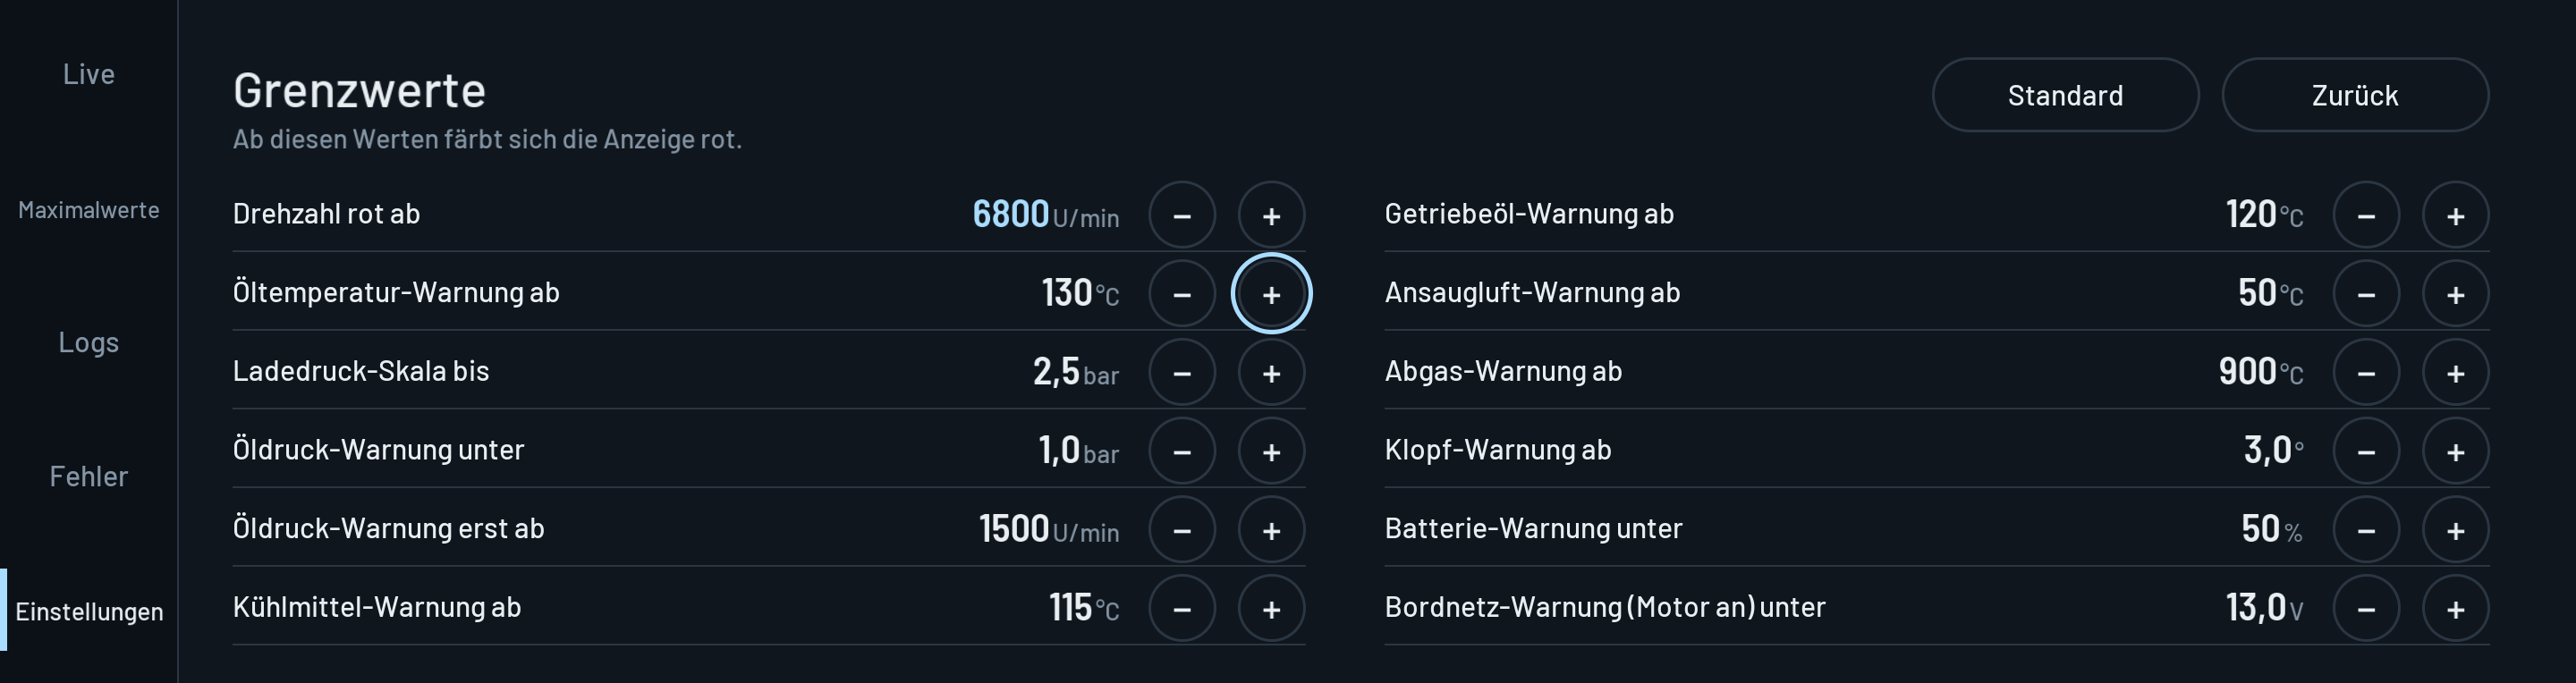 Live
Maximalwerte
Logs
Fehler
Einstellungen
Grenzwerte
Ab diesen Werten färbt sich die Anzeige rot.
Standard
Zurück
Drehzahl rot ab 6800 U/min − +
Öltemperatur-Warnung ab 130 °C − +
Ladedruck-Skala bis 2,5 bar − +
Öldruck-Warnung unter 1,0 bar − +
Öldruck-Warnung erst ab 1500 U/min − +
Kühlmittel-Warnung ab 115 °C − +
Getriebeöl-Warnung ab 120 °C − +
Ansaugluft-Warnung ab 50 °C − +
Abgas-Warnung ab 900 °C − +
Klopf-Warnung ab 3,0 ° − +
Batterie-Warnung unter 50 % − +
Bordnetz-Warnung (Motor an) unter 13,0 V − +